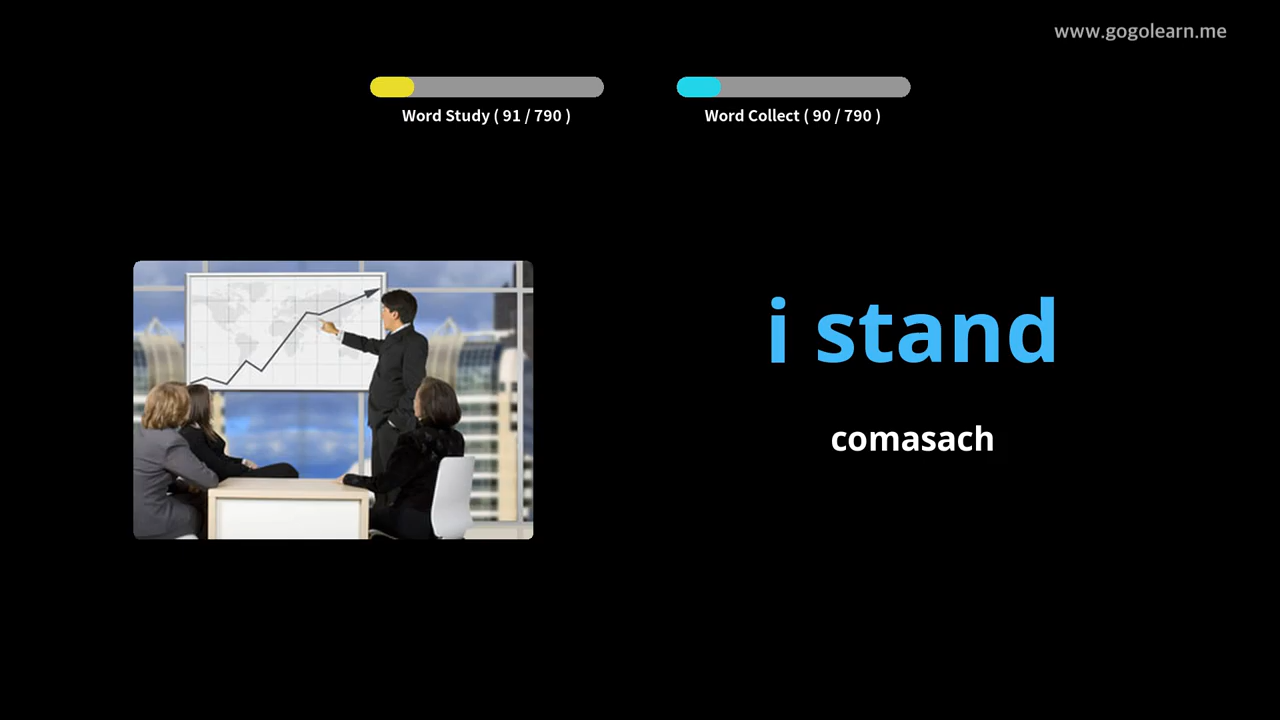 www.gogolearn.me
Word Study ( 91 / 790 )
Word Collect ( 90 / 790 )
i stand
comasach